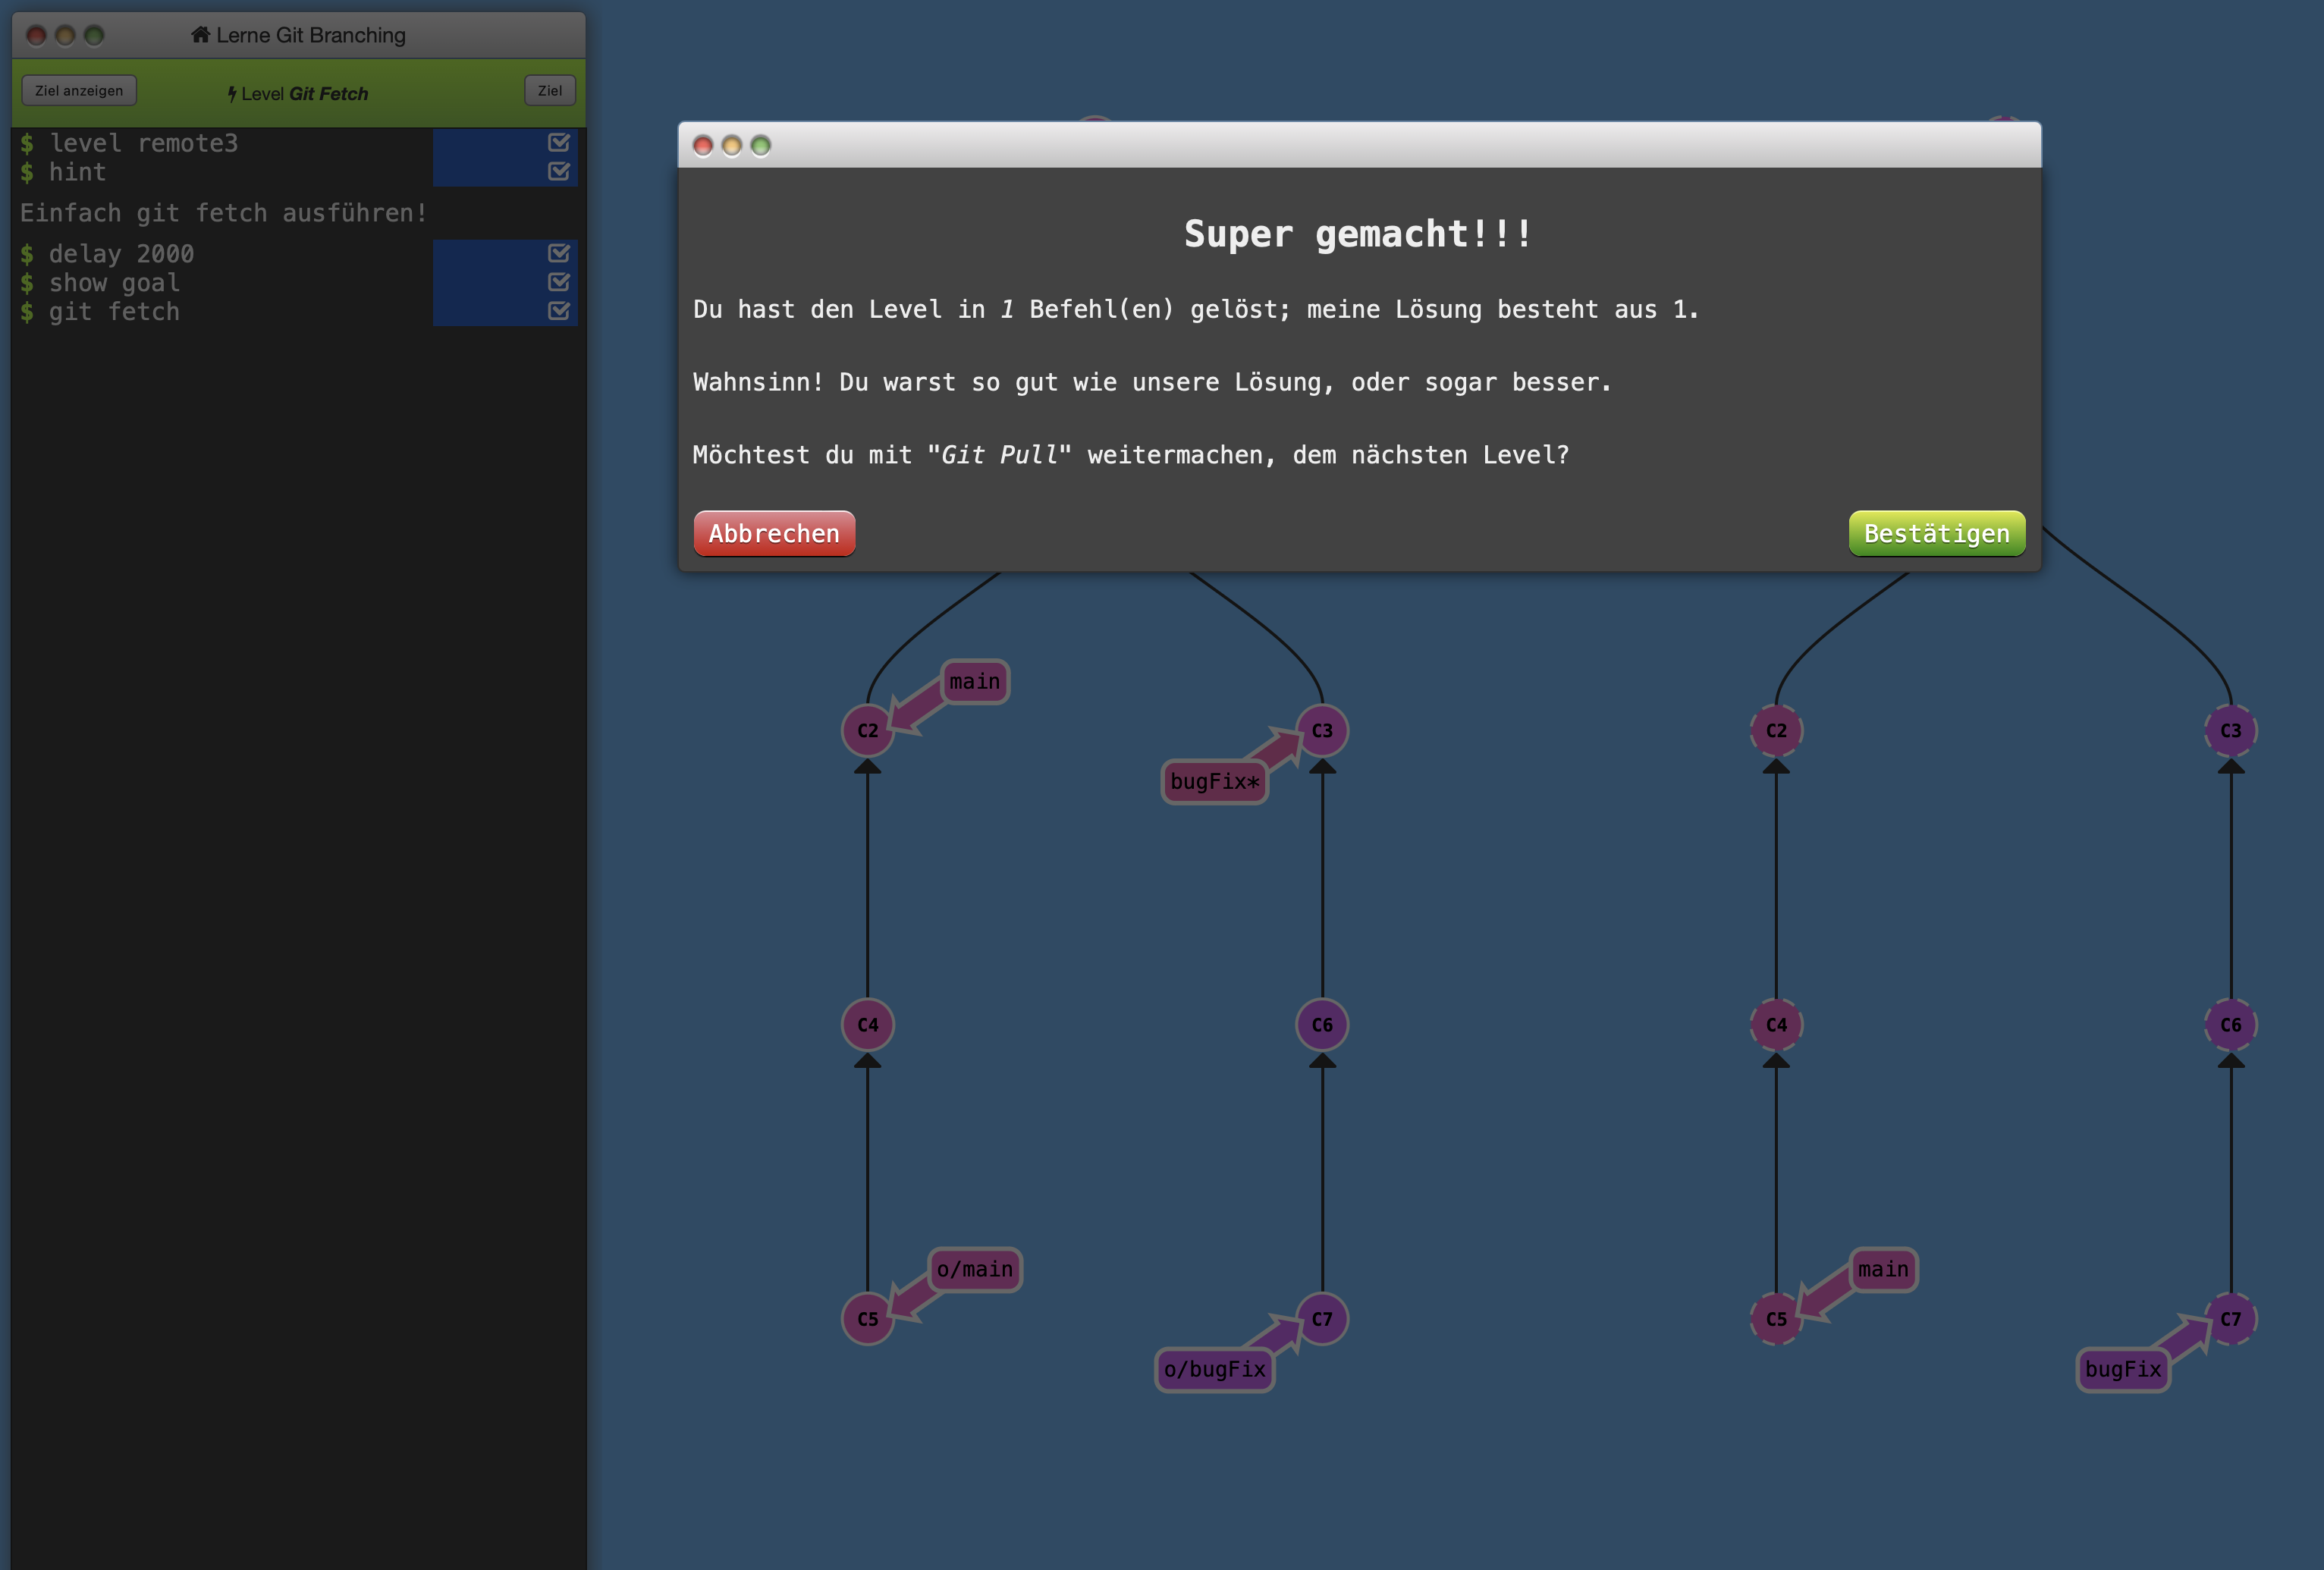 Lerne Git Branching
Ziel anzeigen
Level Git Fetch
Ziel
$ level remote3
$ hint
Einfach git fetch ausführen!
$ delay 2000
$ show goal
$ git fetch
Super gemacht!!!
Du hast den Level in 1 Befehl(en) gelöst; meine Lösung besteht aus 1.
Wahnsinn! Du warst so gut wie unsere Lösung, oder sogar besser.
Möchtest du mit "Git Pull" weitermachen, dem nächsten Level?
Abbrechen
Bestätigen
main
C2
C3
bugFix*
C2
C3
C4
C6
C4
C6
o/main
C5
C7
o/bugFix
main
C5
C7
bugFix